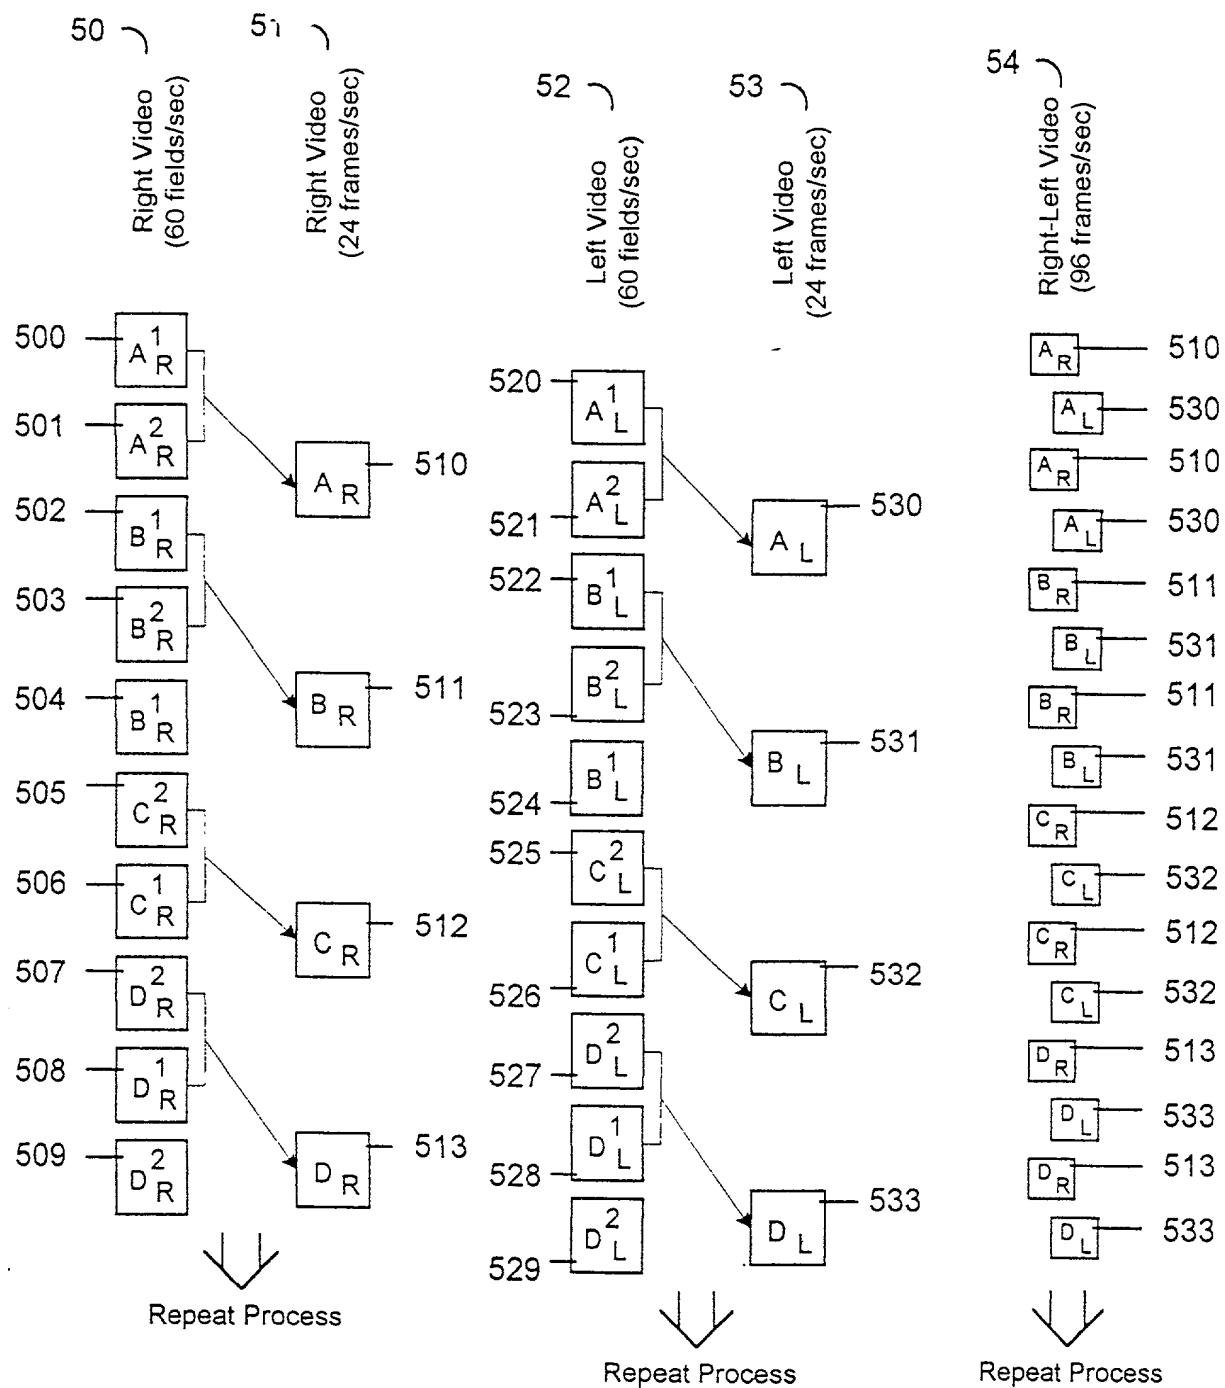 50
Right Video
(60 fields/sec)
51
Right Video
(24 frames/sec)
52
Left Video
(60 fields/sec)
53
Left Video
(24 frames/sec)
54
Right-Left Video
(96 frames/sec)
500 A 1 R
501 A 2 R
502 B 1 R
503 B 2 R
504 B 1 R
505 C 2 R
506 C 1 R
507 D 2 R
508 D 1 R
509 D 2 R
Repeat Process
A R 510
B R 511
C R 512
D R 513
520 A 1 L
521 A 2 L
522 B 1 L
523 B 2 L
524 B 1 L
525 C 2 L
526 C 1 L
527 D 2 L
528 D 1 L
529 D 2 L
Repeat Process
A L 530
B L 531
C L 532
D L 533
A R 510
A L 530
A R 510
A L 530
B R 511
B L 531
B R 511
B L 531
C R 512
C L 532
C R 512
C L 532
D R 513
D L 533
D R 513
D L 533
Repeat Process